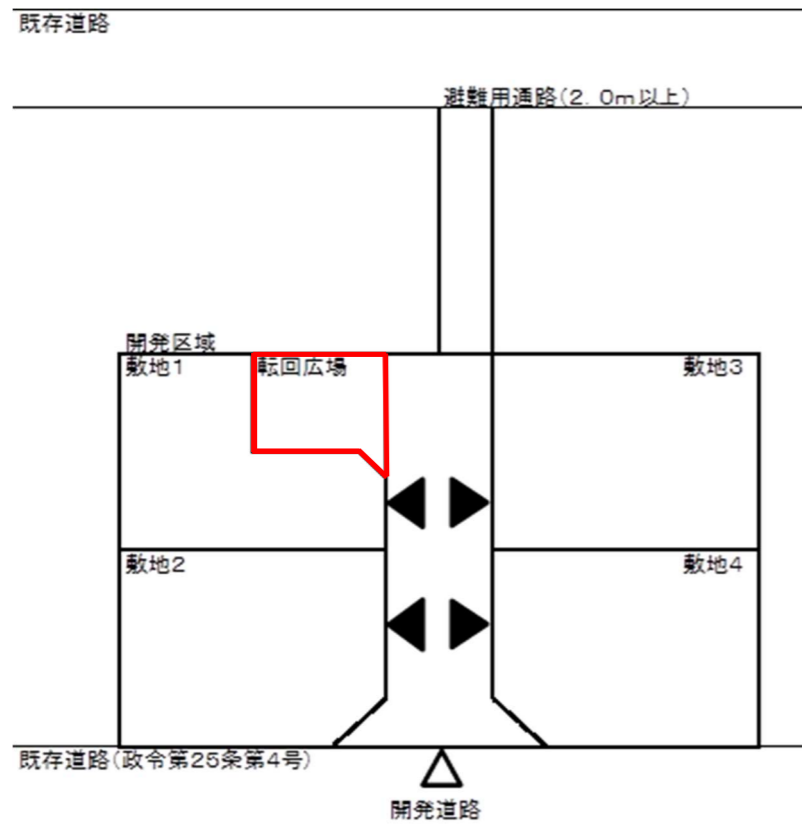 既存道路
避難用通路(2.0m以上)
開発区域
敷地1
転回広場
敷地3
敷地2
敷地4
既存道路(政令第25条第4号)
開発道路